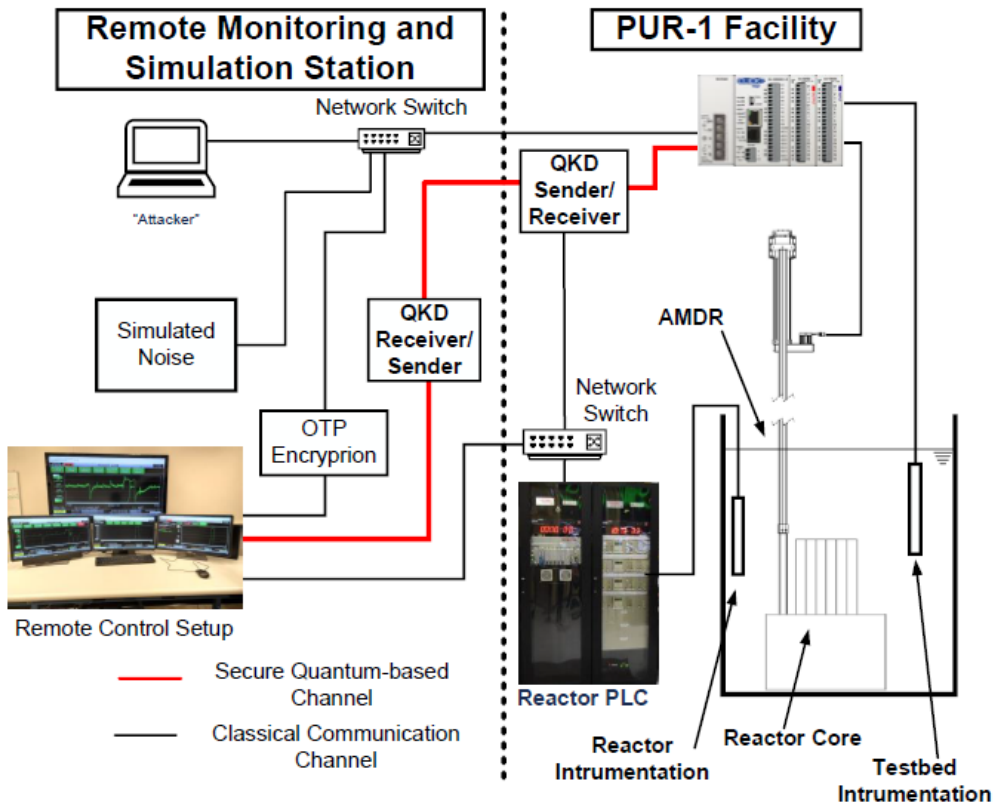 Remote Monitoring and
Simulation Station
PUR-1 Facility
Network Switch
"Attacker"
QKD
Sender/
Receiver
Simulated
Noise
QKD
Receiver/
Sender
AMDR
OTP
Encryprion
Network
Switch
Remote Control Setup
Secure Quantum-based
Channel
Classical Communication
Channel
Reactor PLC
Reactor
Intrumentation
Reactor Core
Testbed
Intrumentation